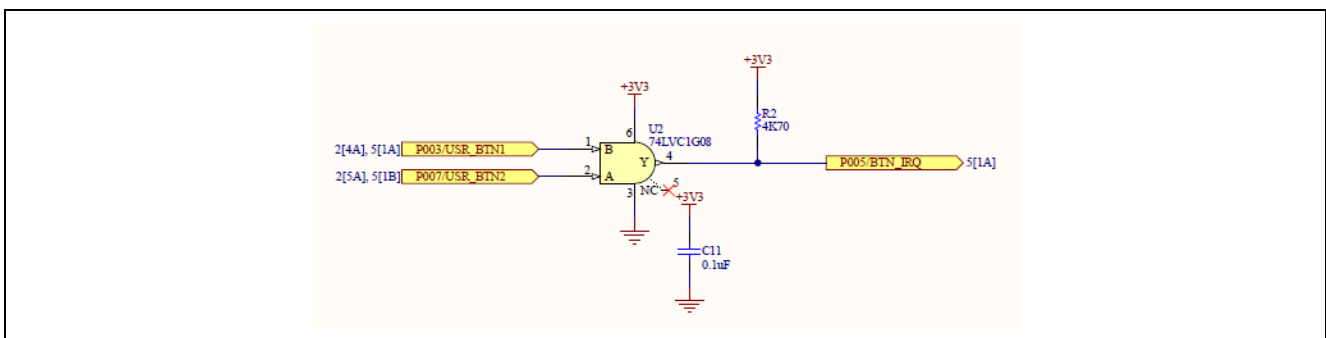 +3V3
+3V3
R2
4K70
6
U2
74LVC1G08
2[4A], 5[1A]
P003/USR_BTN1
1
B
Y
4
P005/BTN_IRQ
5[1A]
2[5A], 5[1B]
P007/USR_BTN2
2
A
NC
5
3
+3V3
C11
0.1uF